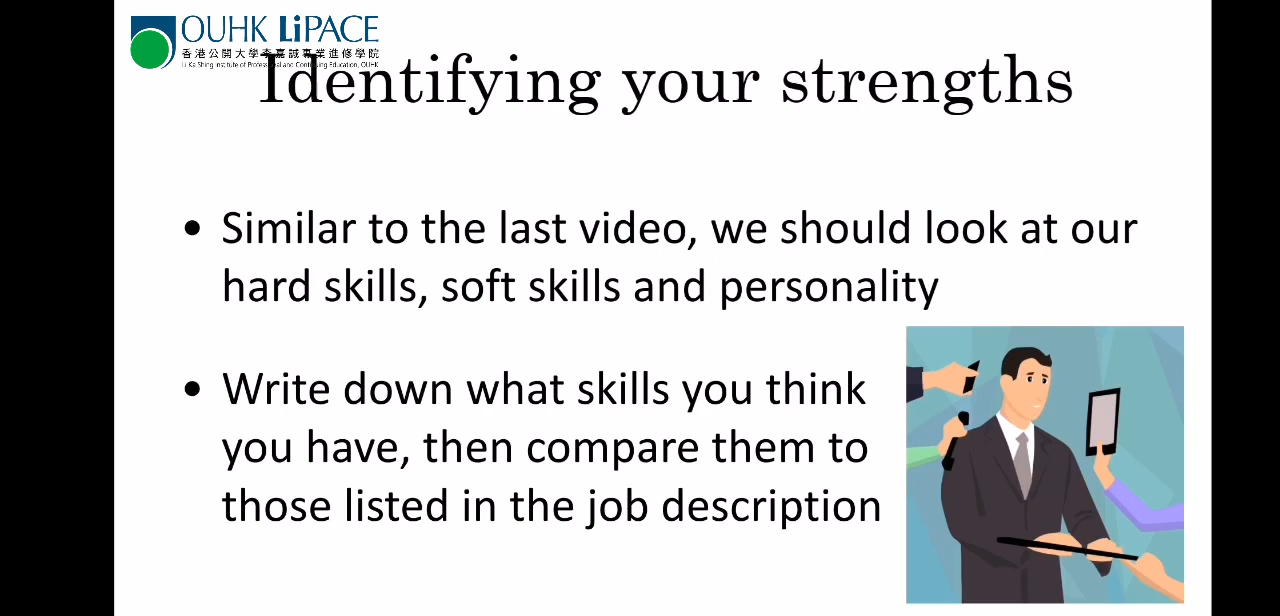 OUHK LiPACE
香港公開大學李嘉誠專業進修學院
Li Ka Shing Institute of Professional and Continuing Education, OUHK
Identifying your strengths
• Similar to the last video, we should look at our
hard skills, soft skills and personality
• Write down what skills you think
you have, then compare them to
those listed in the job description